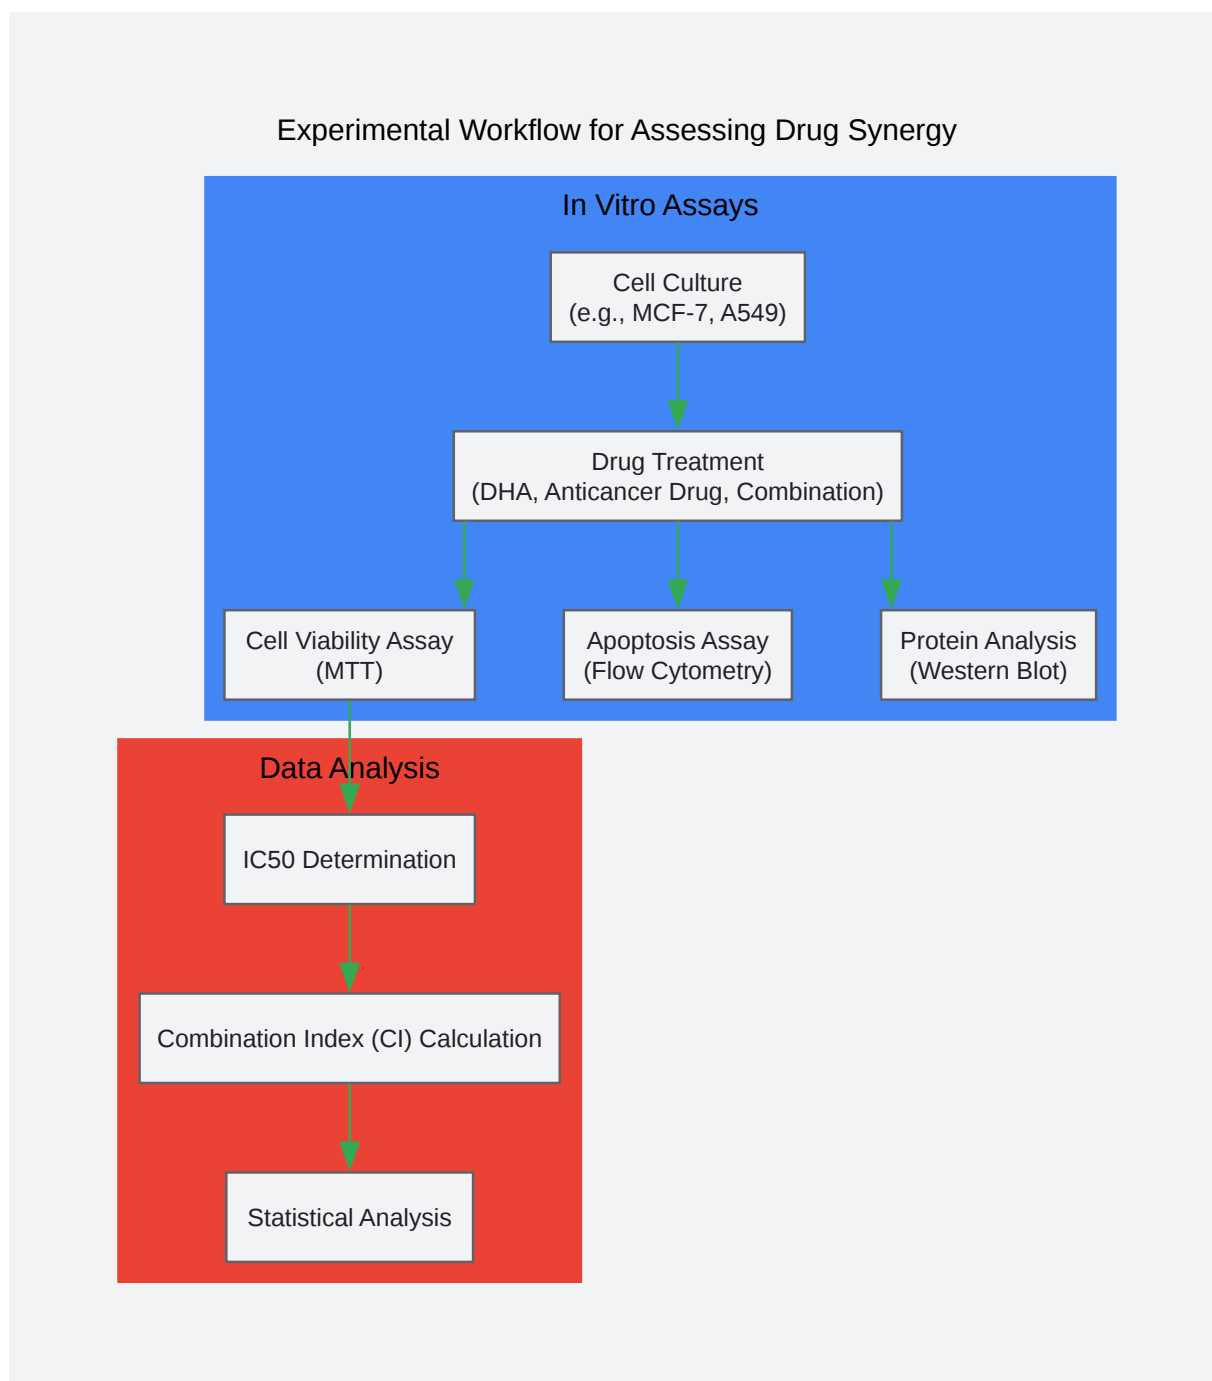 Experimental Workflow for Assessing Drug Synergy
In Vitro Assays
Cell Culture
(e.g., MCF-7, A549)
Drug Treatment
(DHA, Anticancer Drug, Combination)
Cell Viability Assay
(MTT)
Apoptosis Assay
(Flow Cytometry)
Protein Analysis
(Western Blot)
Data Analysis
IC50 Determination
Combination Index (CI) Calculation
Statistical Analysis